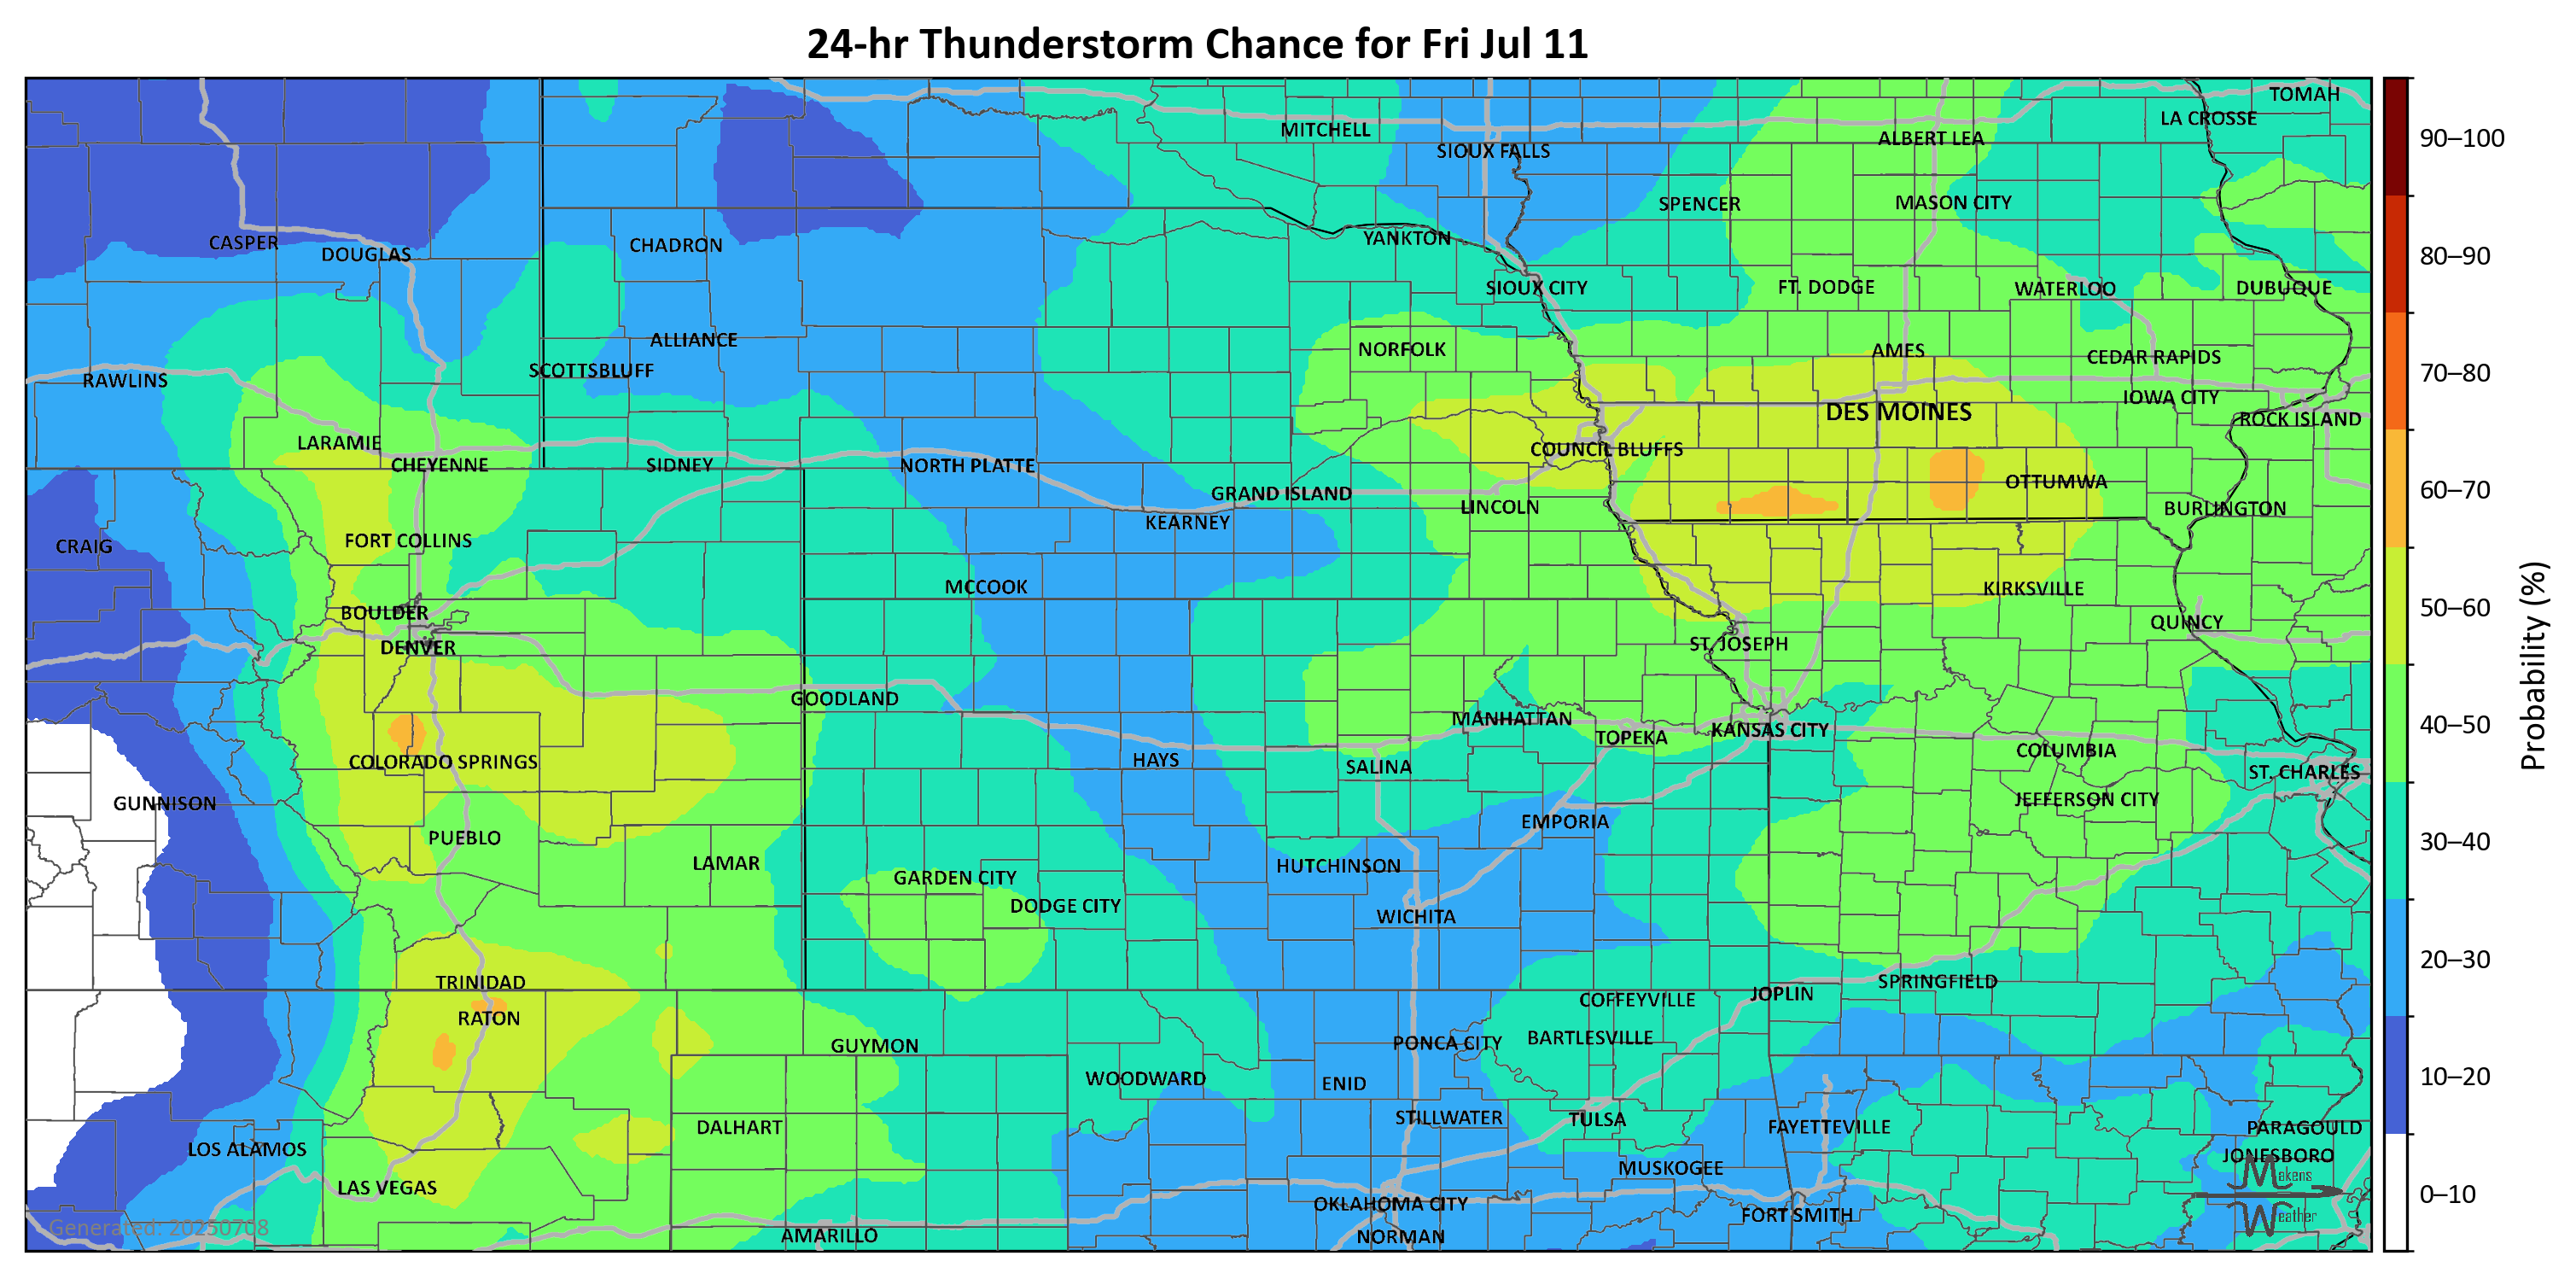 24-hr Thunderstorm Chance for Fri Jul 11
TOMAH
LA CROSSE
MITCHELL
ALBERT LEA
SIOUX FALLS
SPENCER
MASON CITY
CASPER
DOUGLAS
CHADRON
YANKTON
SIOUX CITY
FT. DODGE
WATERLOO
DUBUQUE
ALLIANCE
NORFOLK
AMES
CEDAR RAPIDS
RAWLINS
SCOTTSBLUFF
IOWA CITY
DES MOINES
ROCK ISLAND
LARAMIE
COUNCIL BLUFFS
CHEYENNE
SIDNEY
NORTH PLATTE
OTTUMWA
GRAND ISLAND
LINCOLN
BURLINGTON
KEARNEY
CRAIG
FORT COLLINS
MCCOOK
KIRKSVILLE
BOULDER
QUINCY
DENVER
ST. JOSEPH
GOODLAND
MANHATTAN
KANSAS CITY
TOPEKA
COLUMBIA
COLORADO SPRINGS
HAYS
SALINA
ST. CHARLES
GUNNISON
JEFFERSON CITY
EMPORIA
PUEBLO
LAMAR
HUTCHINSON
GARDEN CITY
DODGE CITY
WICHITA
TRINIDAD
SPRINGFIELD
JOPLIN
COFFEYVILLE
RATON
BARTLESVILLE
GUYMON
PONCA CITY
WOODWARD
ENID
STILLWATER
TULSA
DALHART
FAYETTEVILLE
PARAGOULD
LOS ALAMOS
JONESBORO
MUSKOGEE
LAS VEGAS
OKLAHOMA CITY
FORT SMITH
AMARILLO
NORMAN
Generated: 20250708
Makens
Weather
90–100
80–90
70–80
60–70
50–60
40–50
30–40
20–30
10–20
0–10
Probability (%)